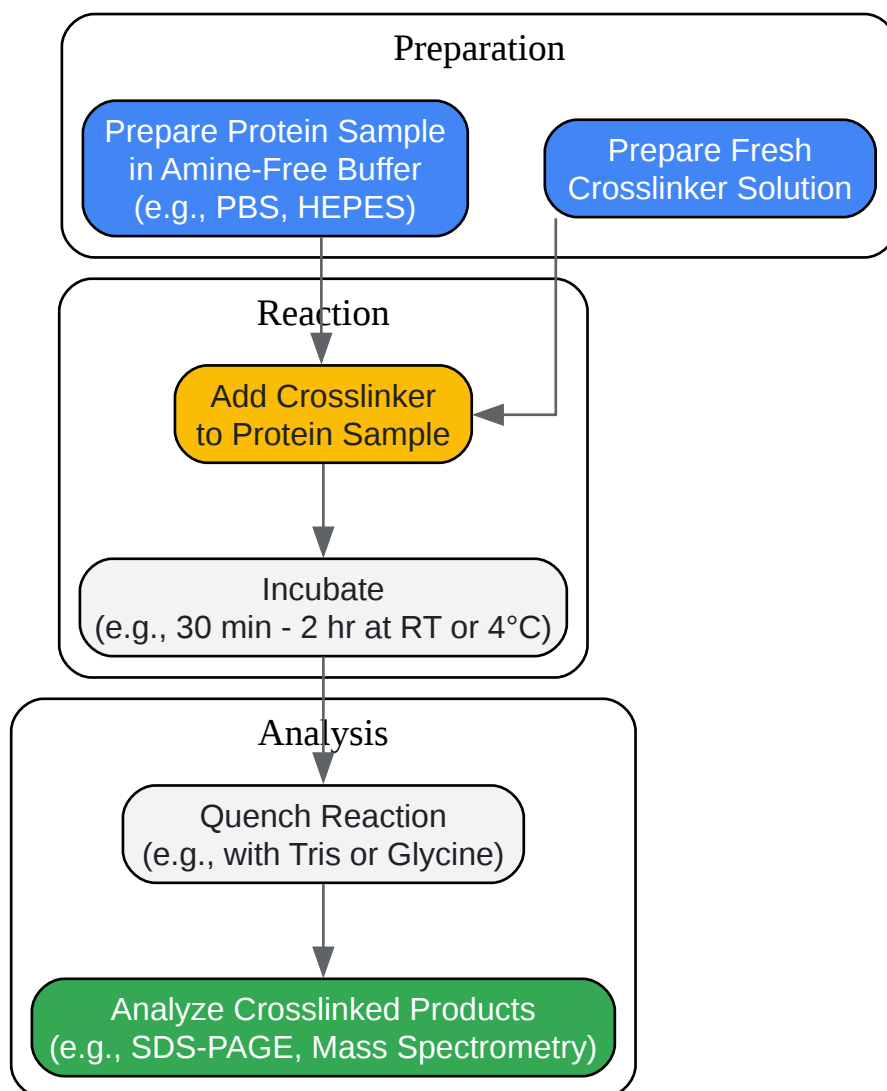 Preparation
Prepare Protein Sample
in Amine-Free Buffer
(e.g., PBS, HEPES)
Prepare Fresh
Crosslinker Solution
Reaction
Add Crosslinker
to Protein Sample
Incubate
(e.g., 30 min - 2 hr at RT or 4°C)
Analysis
Quench Reaction
(e.g., with Tris or Glycine)
Analyze Crosslinked Products
(e.g., SDS-PAGE, Mass Spectrometry)